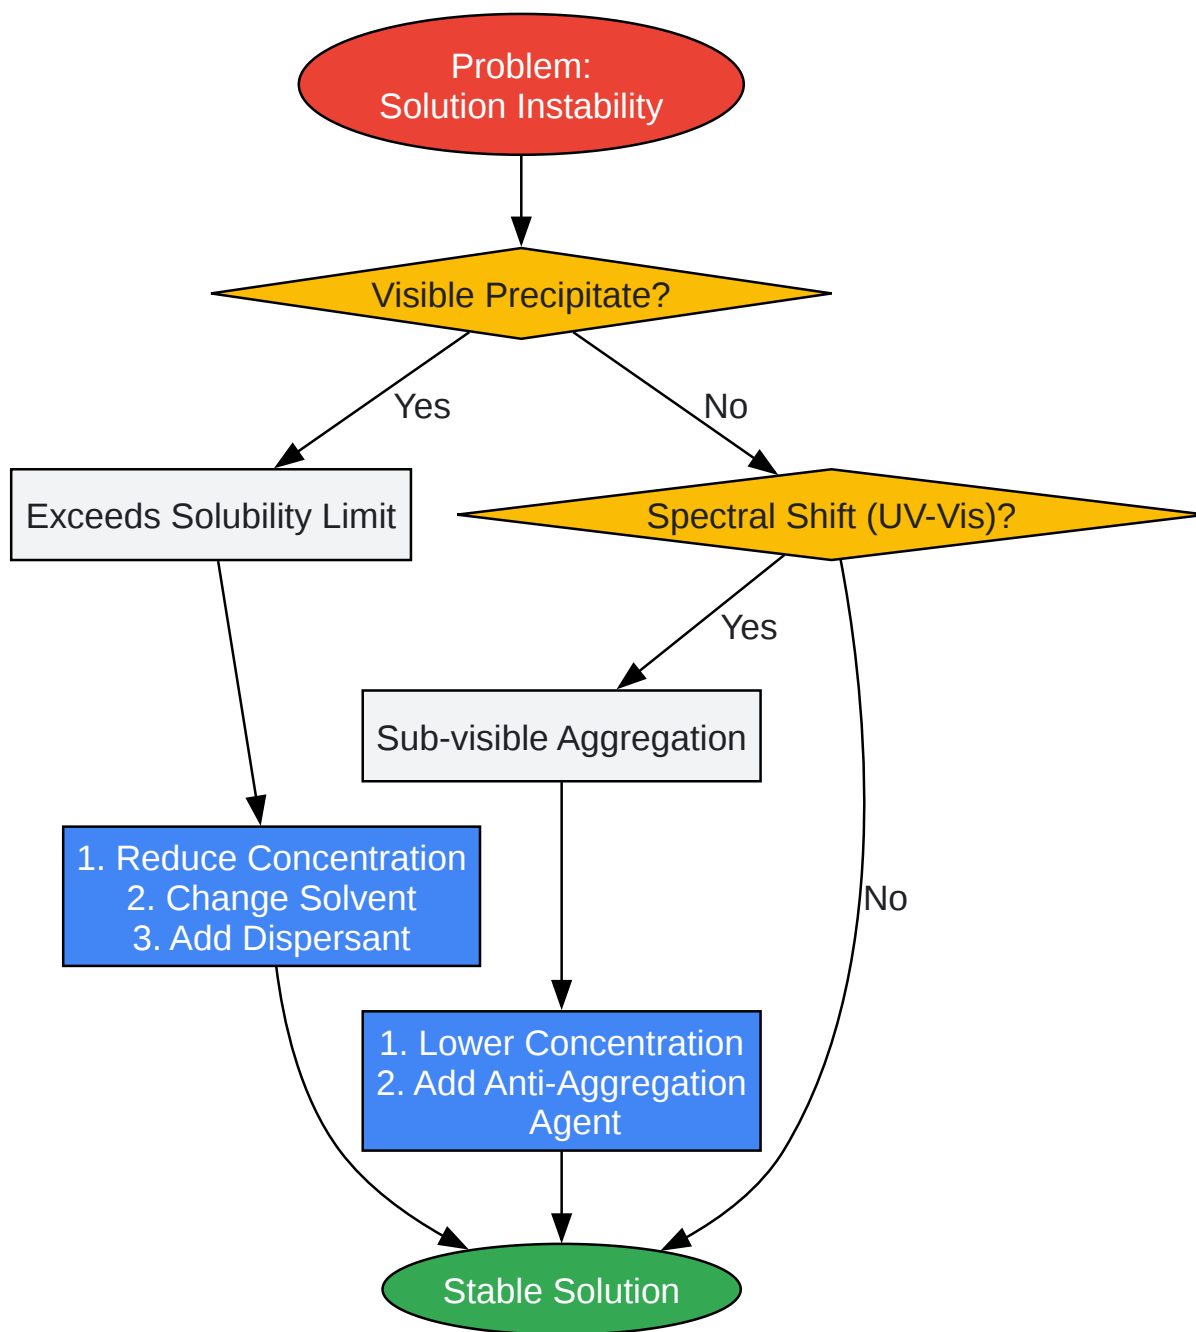 Problem:
Solution Instability
Visible Precipitate?
Yes
No
Exceeds Solubility Limit
Spectral Shift (UV-Vis)?
Yes
Sub-visible Aggregation
1. Reduce Concentration
2. Change Solvent
3. Add Dispersant
No
1. Lower Concentration
2. Add Anti-Aggregation
Agent
Stable Solution